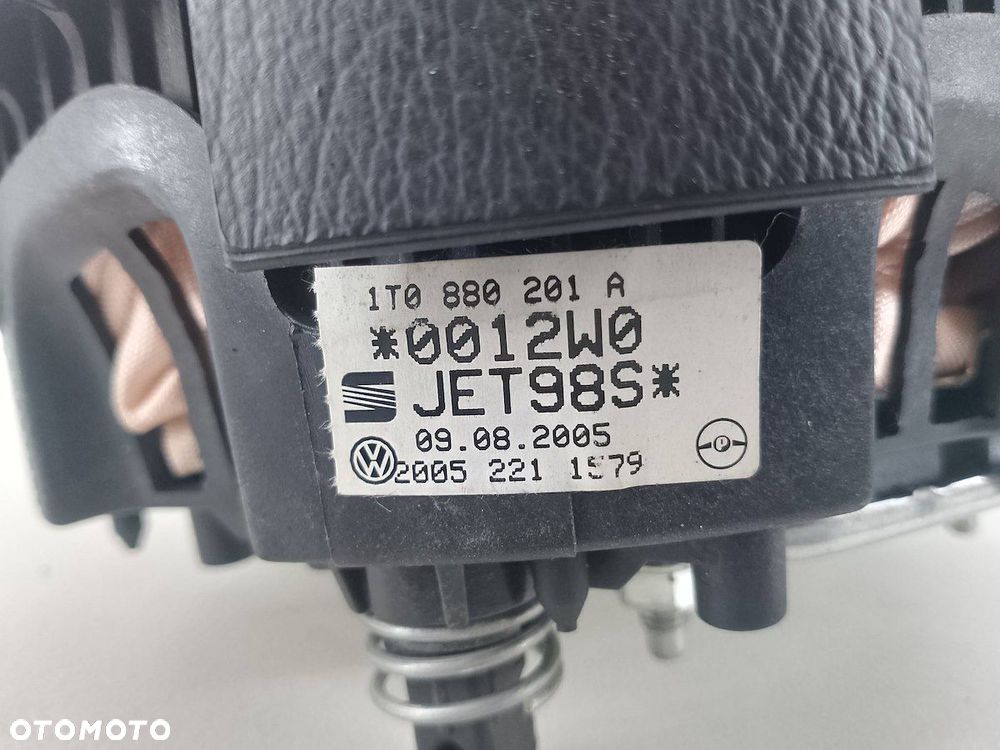 1T0 880 201 A
*0012W0
JET98S*
09.08.2005
2005 221 1579
OTOMOTO